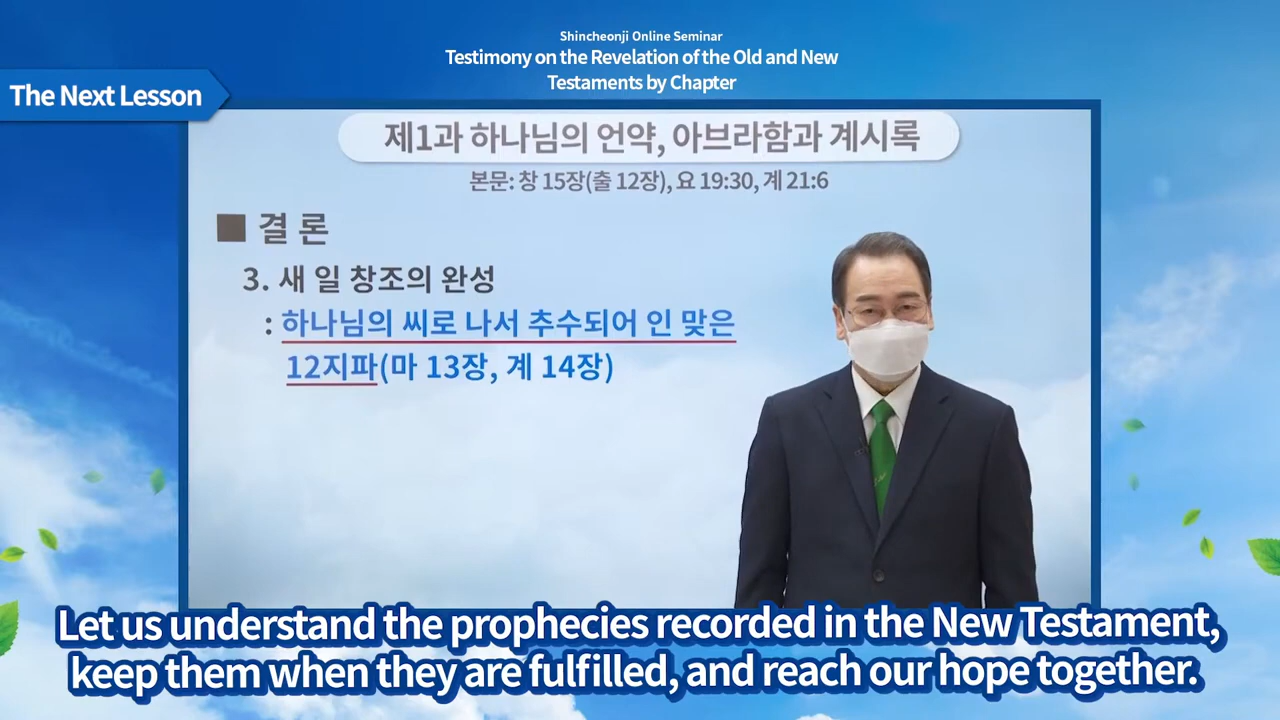 Shincheonji Online Seminar
Testimony on the Revelation of the Old and New
Testaments by Chapter
The Next Lesson
제1과 하나님의 언약, 아브라함과 계시록
본문: 창 15장(출 12장), 요 19:30, 계 21:6
■ 결 론
3. 새 일 창조의 완성
: 하나님의 씨로 나서 추수되어 인 맞은
12지파(마 13장, 계 14장)
Let us understand the prophecies recorded in the New Testament,
keep them when they are fulfilled, and reach our hope together.